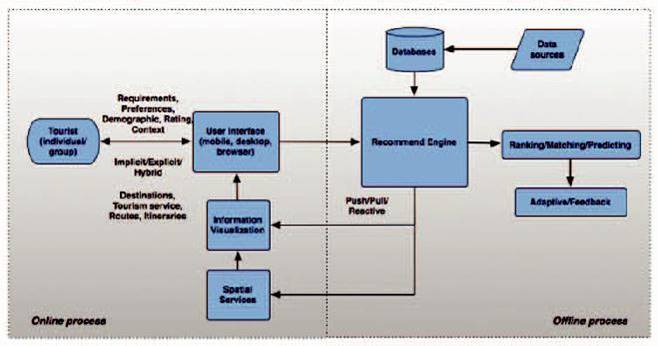 Databases
Data
sources
Requirements,
Preferences,
Demographic, Rating,
Context
Tourist
(individual/
group)
User interface
(mobile, desktop,
browser)
Recommend Engine
Ranking/Matching/Predicting
Implicit/Explicit/
Hybrid
Destinations,
Tourism service,
Routes, Itineraries
Information
Visualization
Push/Pull/
Reactive
Adaptive/Feedback
Spatial
Services
Online process
Offline process